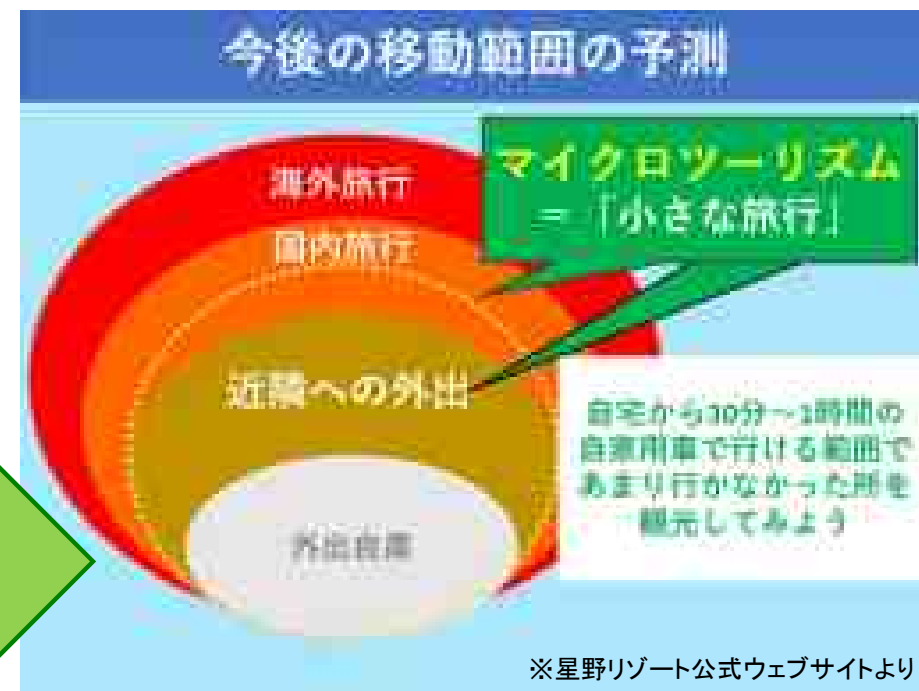 今後の移動範囲の予測
海外旅行
国内旅行
マイクロツーリズム
=「小さな旅行」
近隣への外出
外出自粛
自宅から30分〜1時間の
自家用車で行ける範囲で
あまり行かなかった所を
観元してみよう
※星野リゾート公式ウェブサイトより